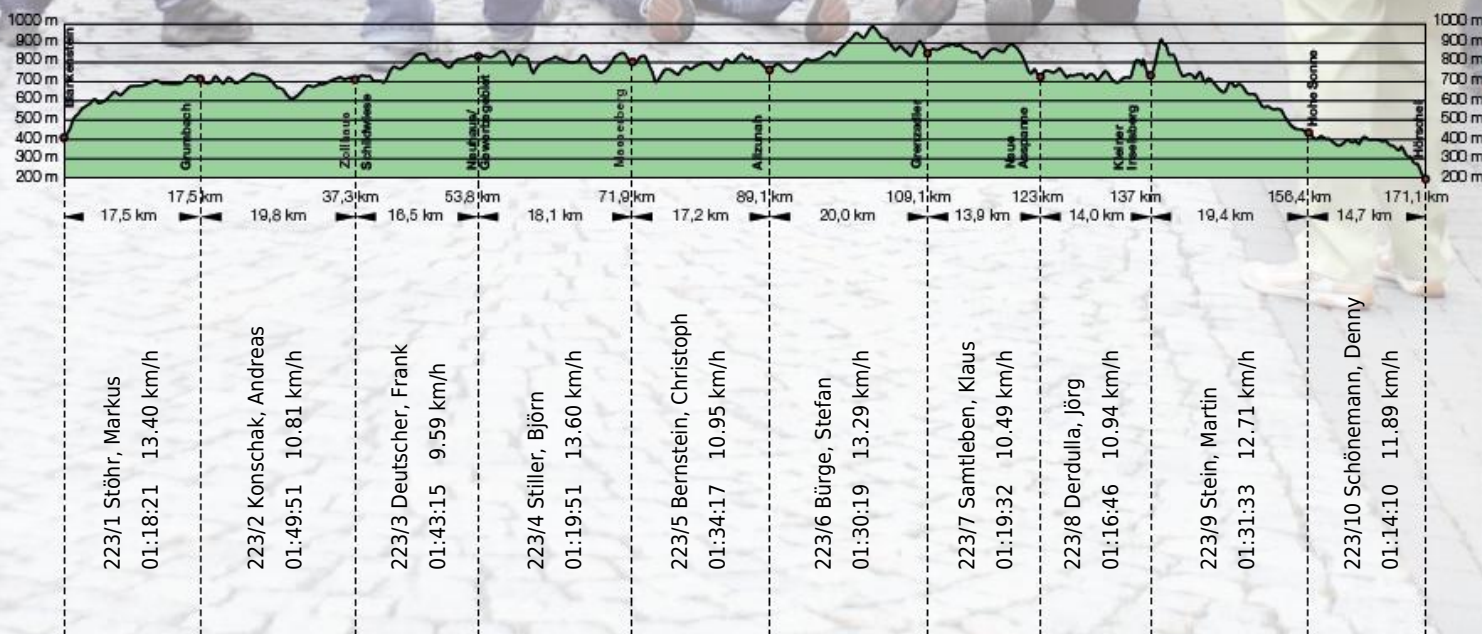 1000 m
900 m
800 m
700 m
600 m
500 m
400 m
300 m
200 m
1000 m
900 m
800 m
700 m
600 m
500 m
400 m
300 m
200 m
Blankenstein
Grumbach
Zollhaus
Schildwiese
Neuhaus/
Masserberg
Allzunah
Grenzadler
Neue
Ausspanne
Kleiner
Inselsberg
Hohe Sonne
Hörschel
17,5 km
37,3 km
53,8 km
71,9 km
89,1 km
109,1 km
123 km
137 km
156,4 km
171,1 km
17,5 km
19,8 km
16,5 km
18,1 km
17,2 km
20,0 km
13,9 km
14,0 km
19,4 km
14,7 km
223/1 Stöhr, Markus
01:18:21 13.40 km/h
223/2 Konschak, Andreas
01:49:51 10.81 km/h
223/3 Deutscher, Frank
01:43:15 9.59 km/h
223/4 Stiller, Björn
01:19:51 13.60 km/h
223/5 Bernstein, Christoph
01:34:17 10.95 km/h
223/6 Bürge, Stefan
01:30:19 13.29 km/h
223/7 Samtleben, Klaus
01:19:32 10.49 km/h
223/8 Derdulla, Jörg
01:16:46 10.94 km/h
223/9 Stein, Martin
01:31:33 12.71 km/h
223/10 Schönemann, Denny
01:14:10 11.89 km/h